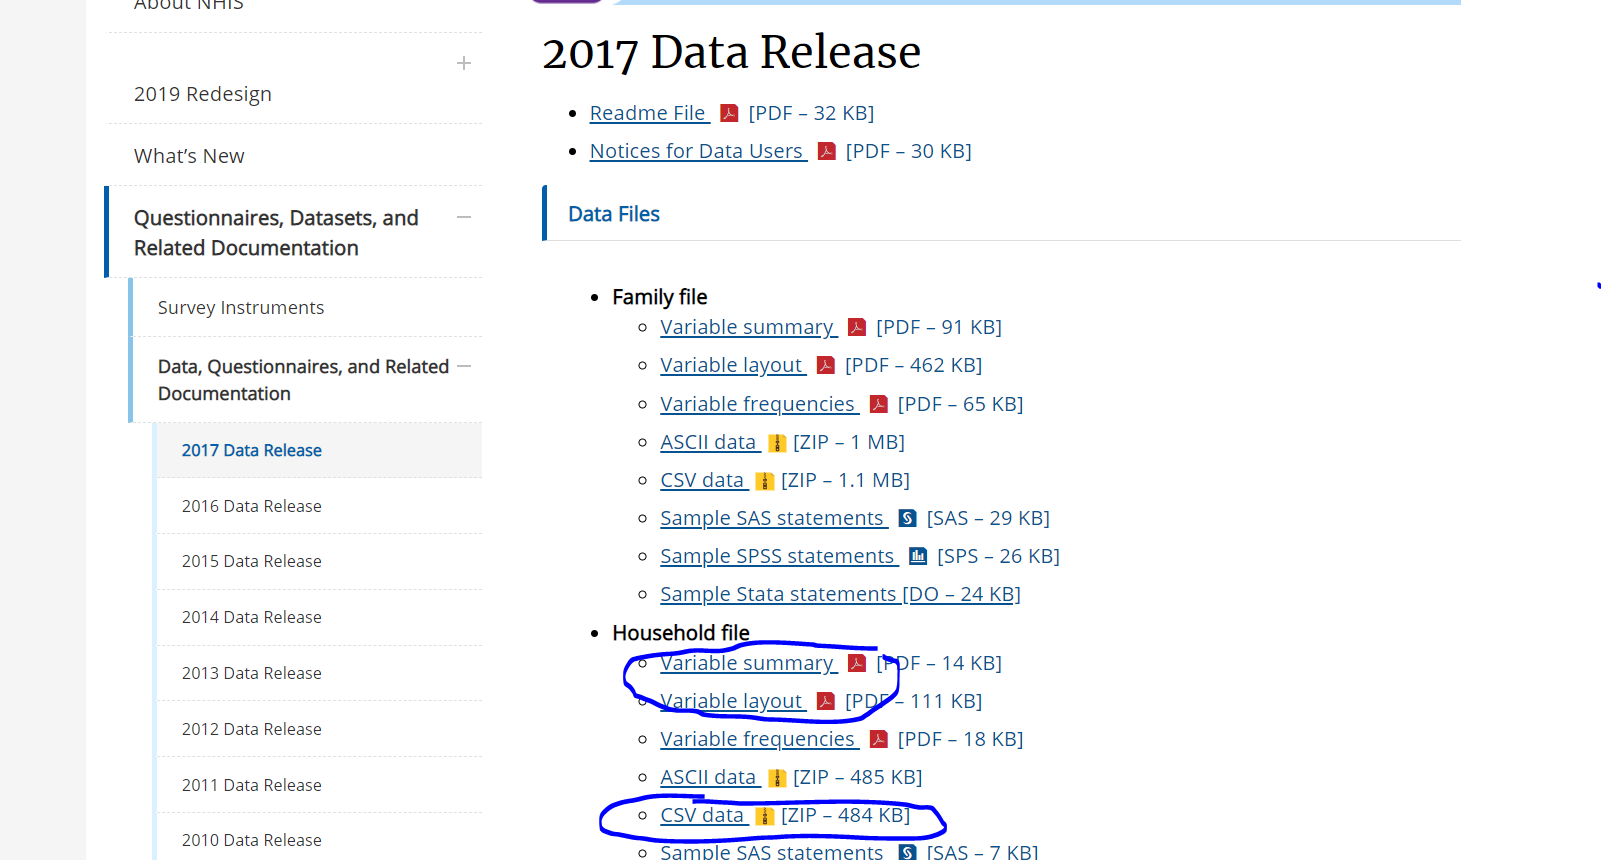 About NHIS
2019 Redesign
What's New
Questionnaires, Datasets, and
Related Documentation
Survey Instruments
Data, Questionnaires, and Related
Documentation
2017 Data Release
2016 Data Release
2015 Data Release
2014 Data Release
2013 Data Release
2012 Data Release
2011 Data Release
2010 Data Release
2017 Data Release
Readme File [PDF – 32 KB]
Notices for Data Users [PDF – 30 KB]
Data Files
Family file
Variable summary [PDF – 91 KB]
Variable layout [PDF – 462 KB]
Variable frequencies [PDF – 65 KB]
ASCII data [ZIP – 1 MB]
CSV data [ZIP – 1.1 MB]
Sample SAS statements [SAS – 29 KB]
Sample SPSS statements [SPS – 26 KB]
Sample Stata statements [DO – 24 KB]
Household file
Variable summary [PDF – 14 KB]
Variable layout [PDF – 111 KB]
Variable frequencies [PDF – 18 KB]
ASCII data [ZIP – 485 KB]
CSV data [ZIP – 484 KB]
Sample SAS statements [SAS – 7 KB]